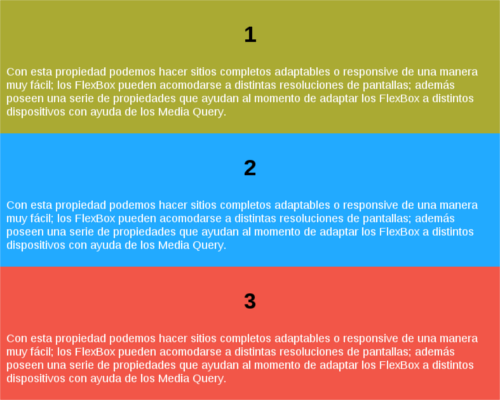 1
Con esta propiedad podemos hacer sitios completos adaptables o responsive de una manera
muy fácil; los FlexBox pueden acomodarse a distintas resoluciones de pantallas; además
poseen una serie de propiedades que ayudan al momento de adaptar los FlexBox a distintos
dispositivos con ayuda de los Media Query.
2
Con esta propiedad podemos hacer sitios completos adaptables o responsive de una manera
muy fácil; los FlexBox pueden acomodarse a distintas resoluciones de pantallas; además
poseen una serie de propiedades que ayudan al momento de adaptar los FlexBox a distintos
dispositivos con ayuda de los Media Query.
3
Con esta propiedad podemos hacer sitios completos adaptables o responsive de una manera
muy fácil; los FlexBox pueden acomodarse a distintas resoluciones de pantallas; además
poseen una serie de propiedades que ayudan al momento de adaptar los FlexBox a distintos
dispositivos con ayuda de los Media Query.